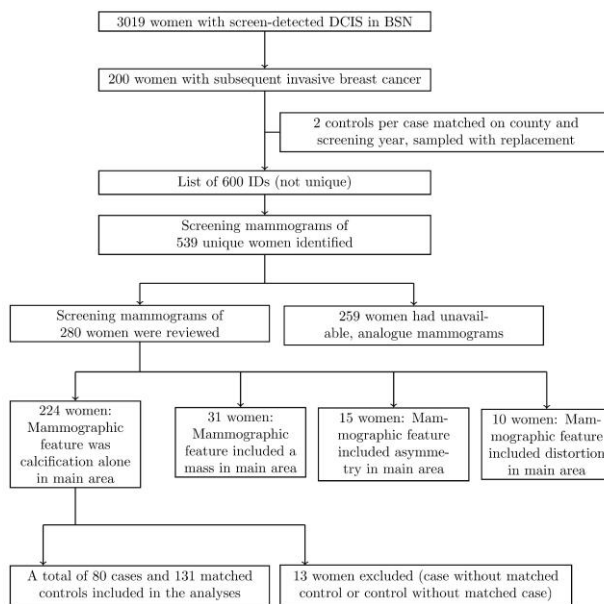 3019 women with screen-detected DCIS in BSN
200 women with subsequent invasive breast cancer
2 controls per case matched on county and
screening year, sampled with replacement
List of 600 IDs (not unique)
Screening mammograms of
539 unique women identified
Screening mammograms of
280 women were reviewed
259 women had unavail-
able, analogue mammograms
224 women:
Mammographic
feature was
calcification alone
in main area
31 women:
Mammographic
feature included a
mass in main area
15 women: Mam-
mographic feature
included asymme-
try in main area
10 women: Mam-
mographic feature
included distortion
in main area
A total of 80 cases and 131 matched
controls included in the analyses
13 women excluded (case without matched
control or control without matched case)